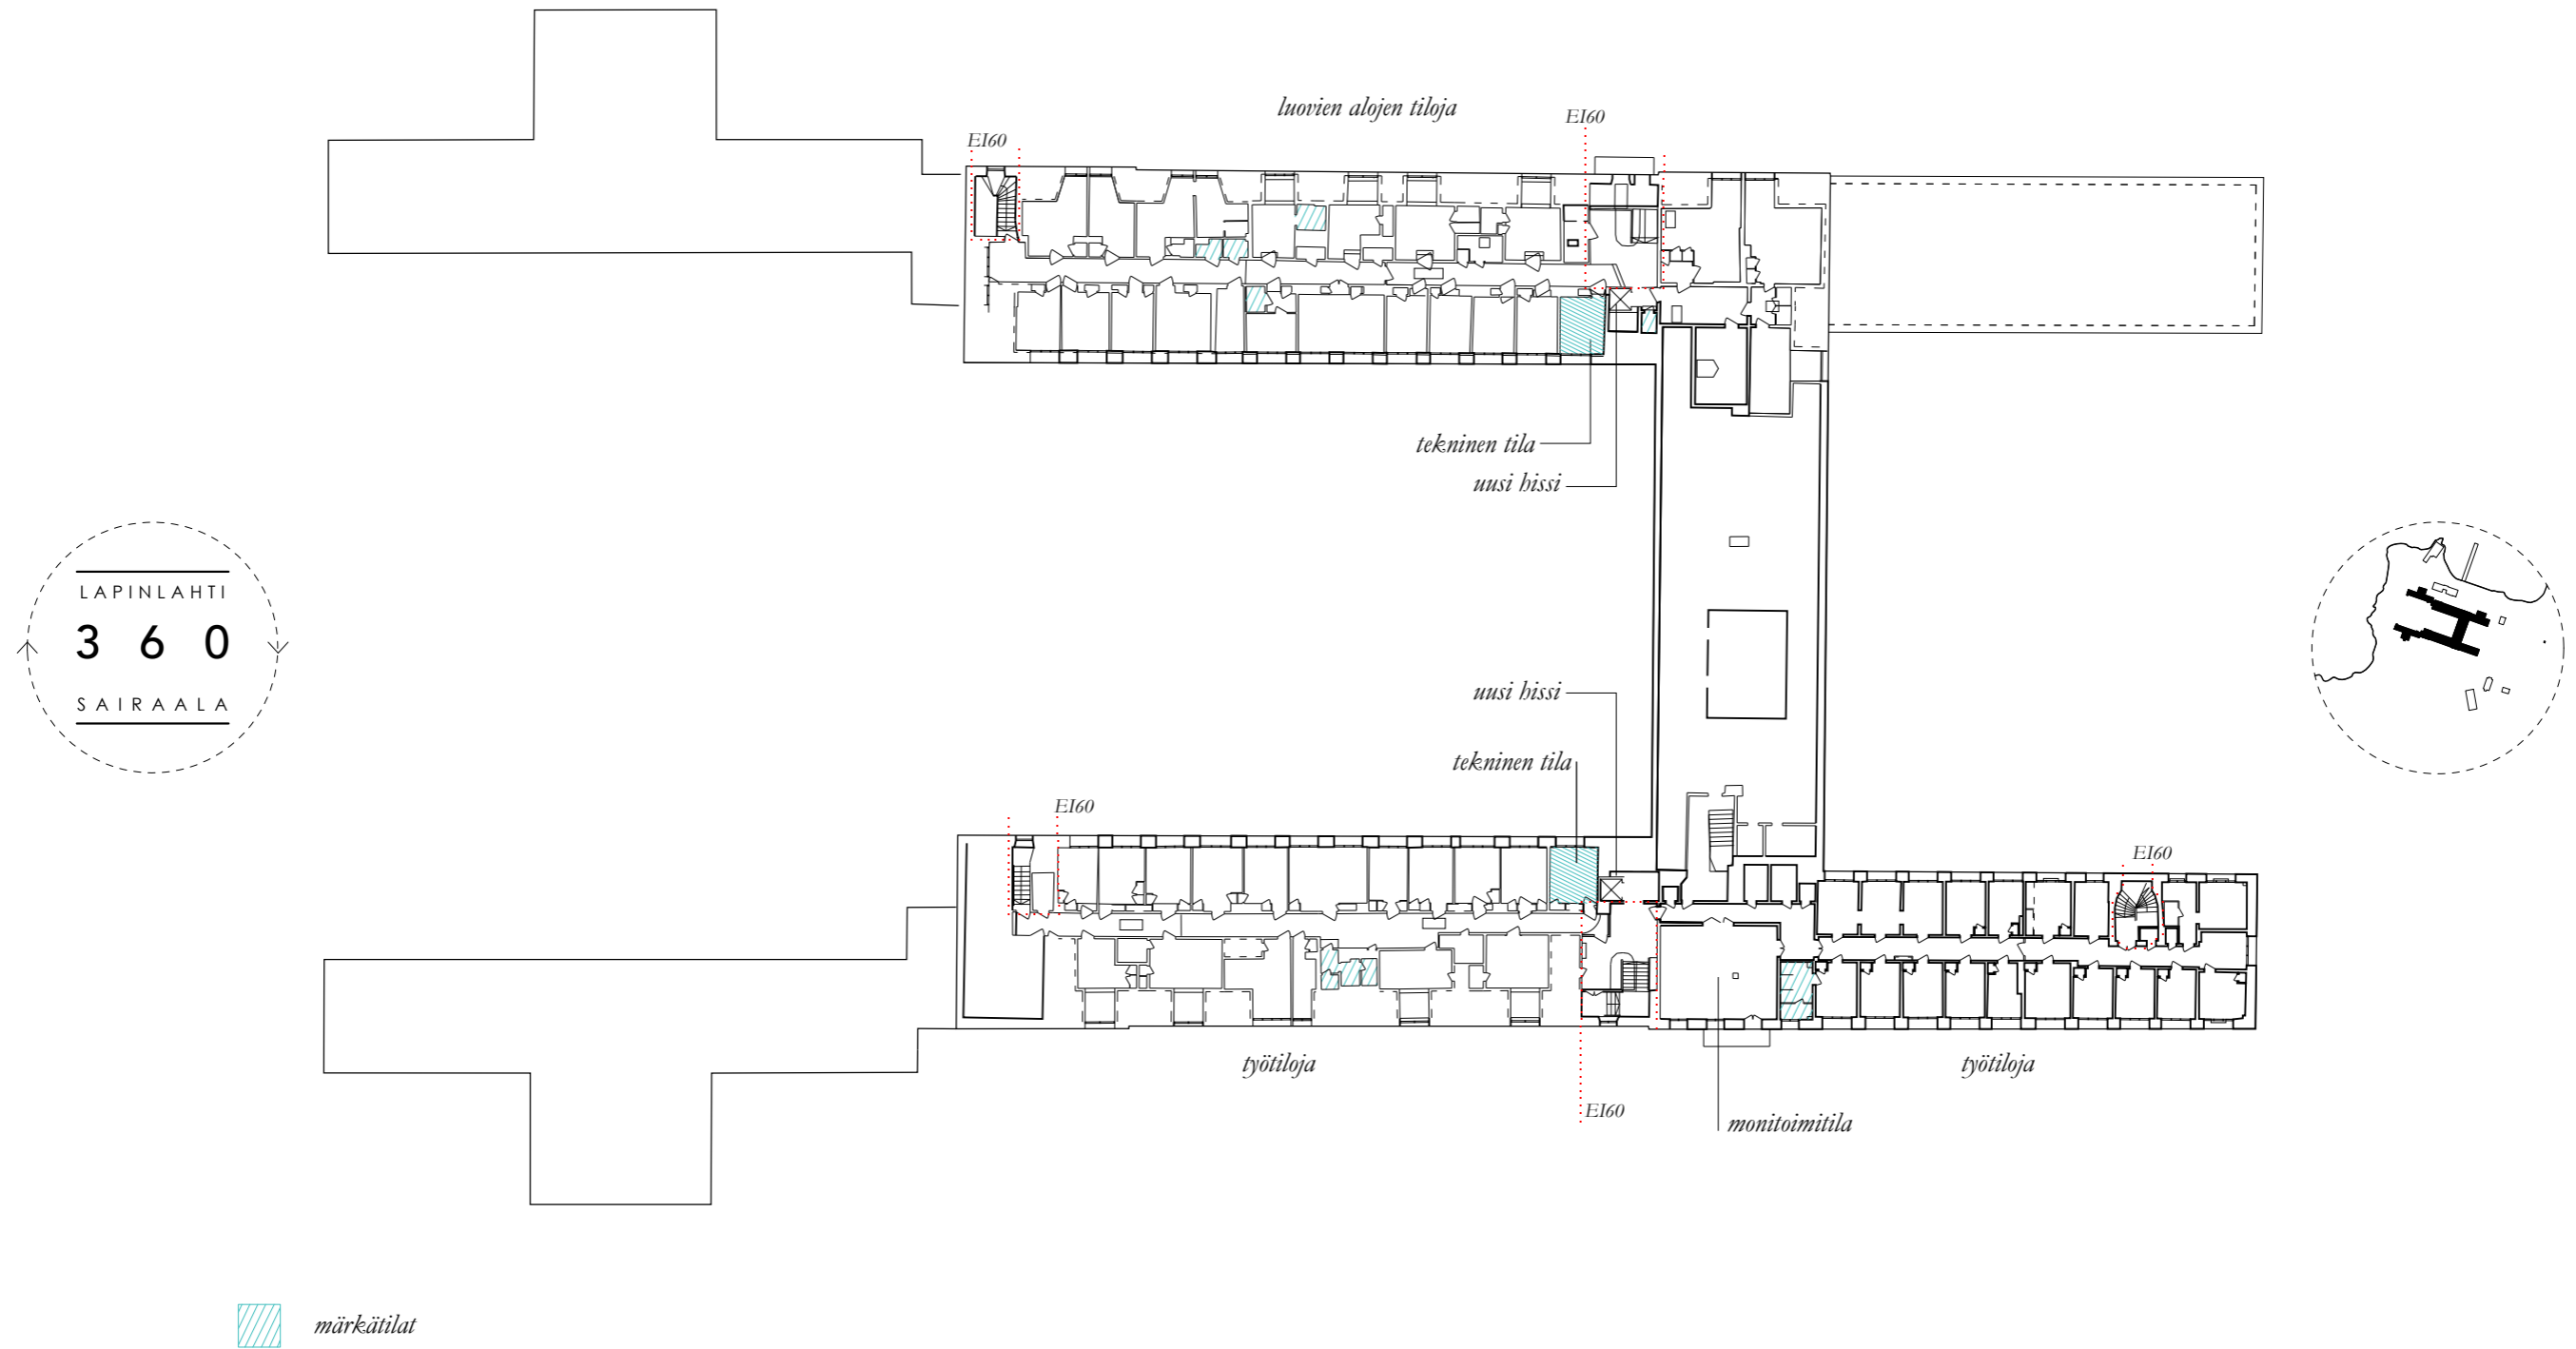 luovien alojen tiloja
EI60
EI60
tekninen tila
uusi hissi
LAPINLAHTI
3 6 0
SAIRAALA
uusi hissi
tekninen tila
EI60
EI60
työtiloja
työtiloja
EI60
monitoimitila
märkätilat